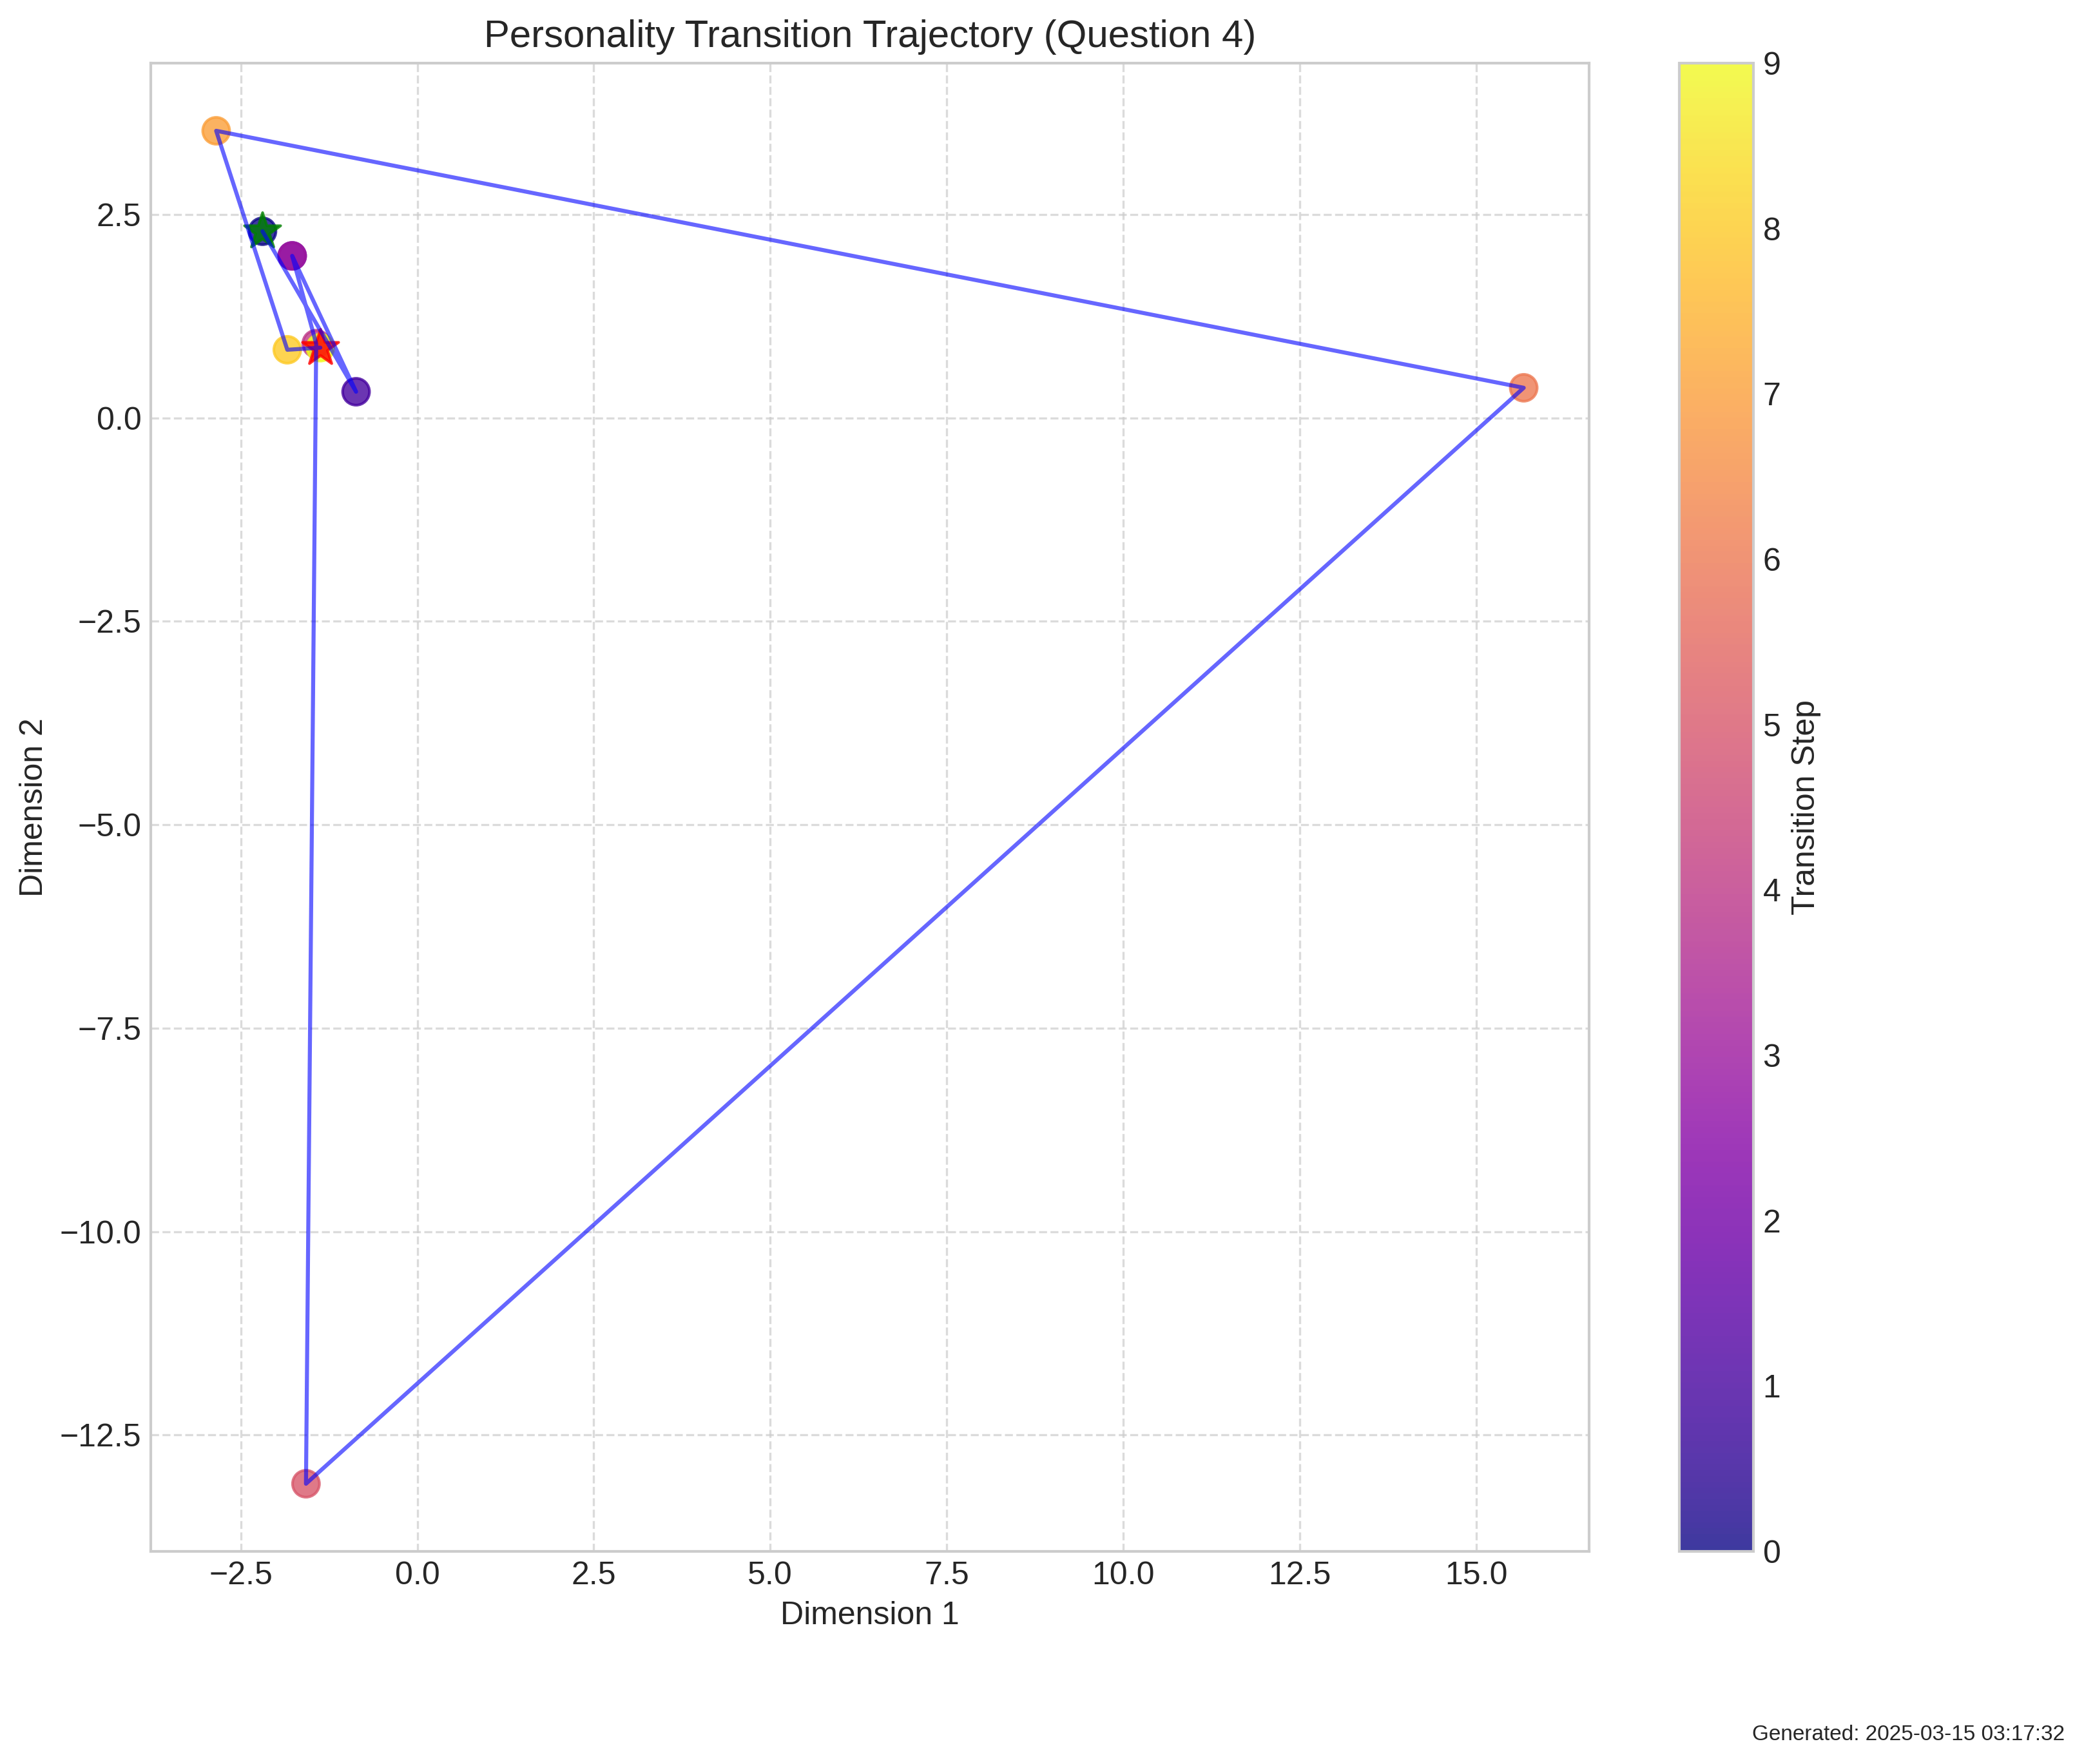 Personality Transition Trajectory (Question 4)
2.5
0.0
−2.5
−5.0
−7.5
−10.0
−12.5
Dimension 2
−2.5 0.0 2.5 5.0 7.5 10.0 12.5 15.0
Dimension 1
9
8
7
6
5
4
3
2
1
0
Transition Step
Generated: 2025-03-15 03:17:32